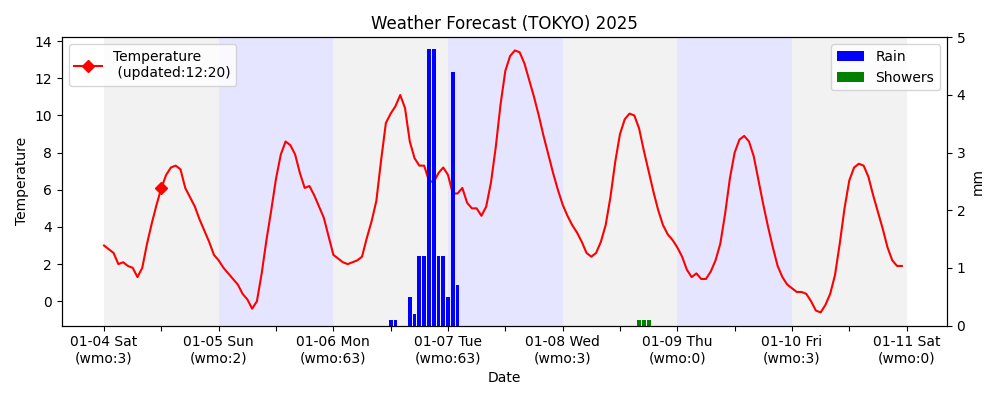 Weather Forecast (TOKYO) 2025
Temperature
(updated:12:20)
Rain
Showers
14
12
10
8
6
4
2
0
Temperature
5
4
3
2
1
0
mm
01-04 Sat
(wmo:3)
01-05 Sun
(wmo:2)
01-06 Mon
(wmo:63)
01-07 Tue
(wmo:63)
01-08 Wed
(wmo:3)
01-09 Thu
(wmo:0)
01-10 Fri
(wmo:3)
01-11 Sat
(wmo:0)
Date